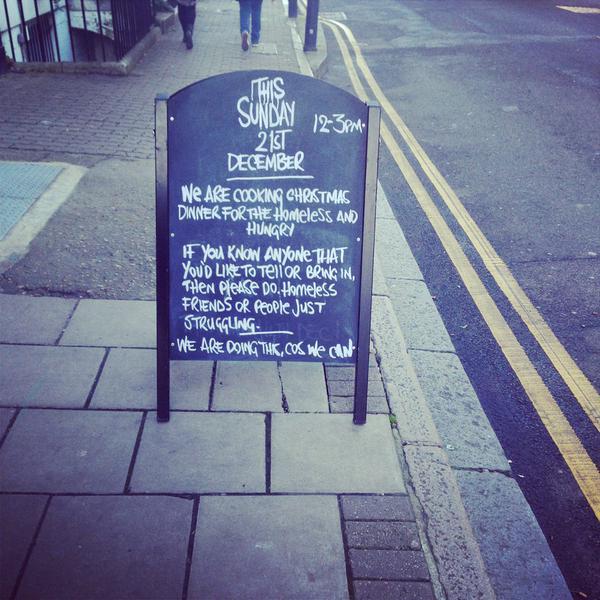 THIS
SUNDAY
12-3PM
21ST
DECEMBER
WE ARE COOKING CHRISTMAS
DINNER FOR THE HOMELESS AND
HUNGRY
IF YOU KNOW ANYONE THAT
YOU'D LIKE TO TELL OR BRING IN,
THEN PLEASE DO. HOMELESS
FRIENDS OR PEOPLE JUST
STRUGGLING.
WE ARE DOING THIS, COS WE CAN.